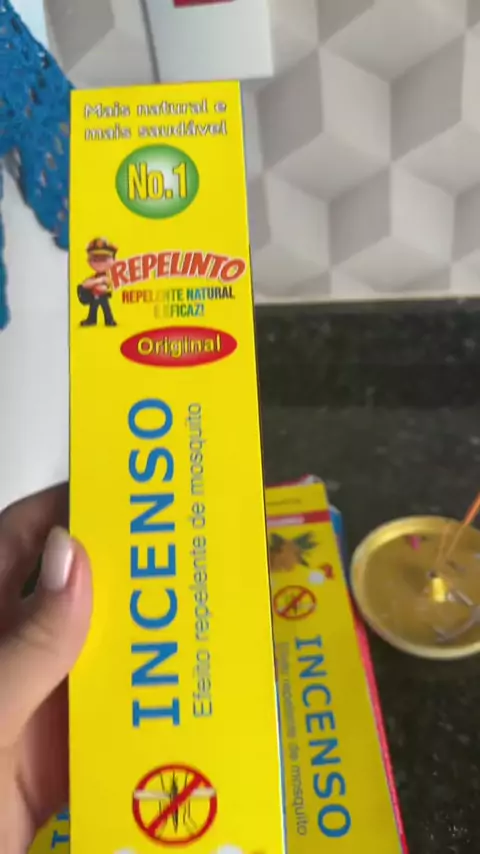 Mais natural e
mais saudável
No.1
REPELINTO
REPELENTE NATURAL
E EFICAZ!
Original
INCENSO
Efeito repelente de mosquito
INCENSO
Efeito repelente de mosquito